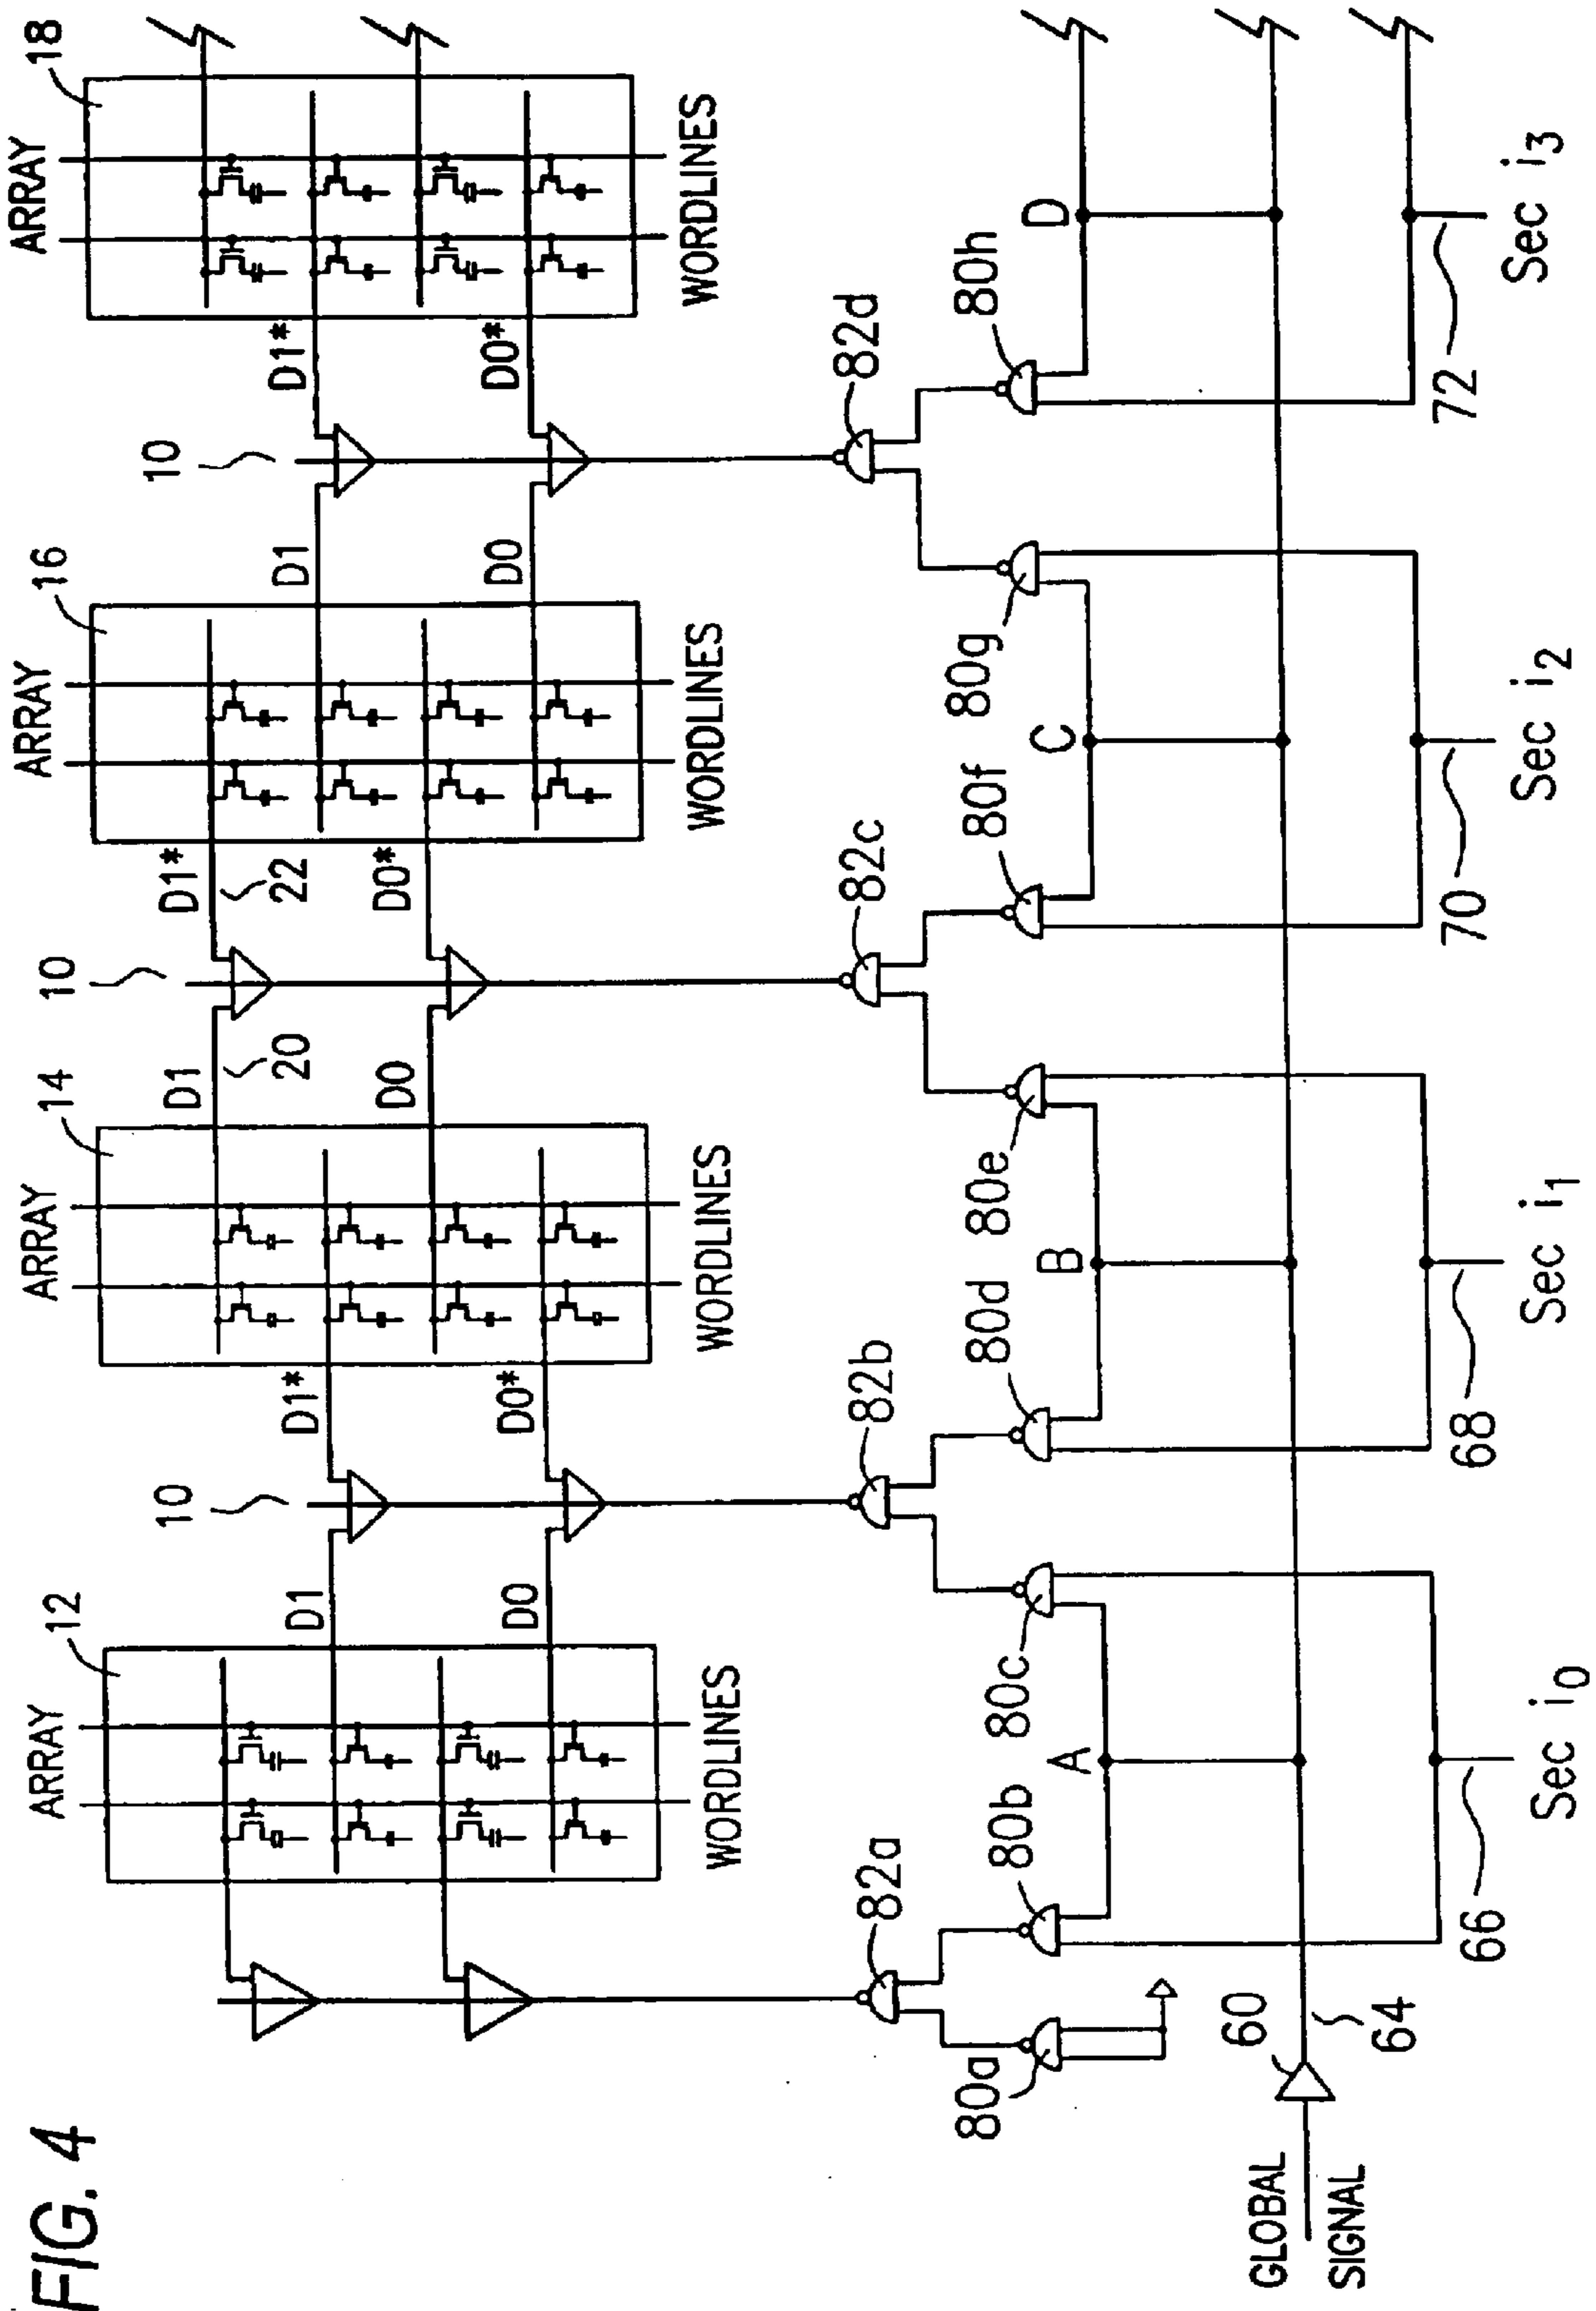 FIG. 4
ARRAY
12
ARRAY
14
ARRAY
16
ARRAY
18
10
10
10
D1
D1*
D1
D1*
D1
D1*
20
22
D0
D0*
D0
D0*
D0
D0*
WORDLINES
WORDLINES
WORDLINES
WORDLINES
82a
82b
82c
82d
80a
80b
80c
80d
80e
80f
80g
80h
A
B
C
D
GLOBAL
SIGNAL
60
64
66
68
70
72
Sec i0
Sec i1
Sec i2
Sec i3